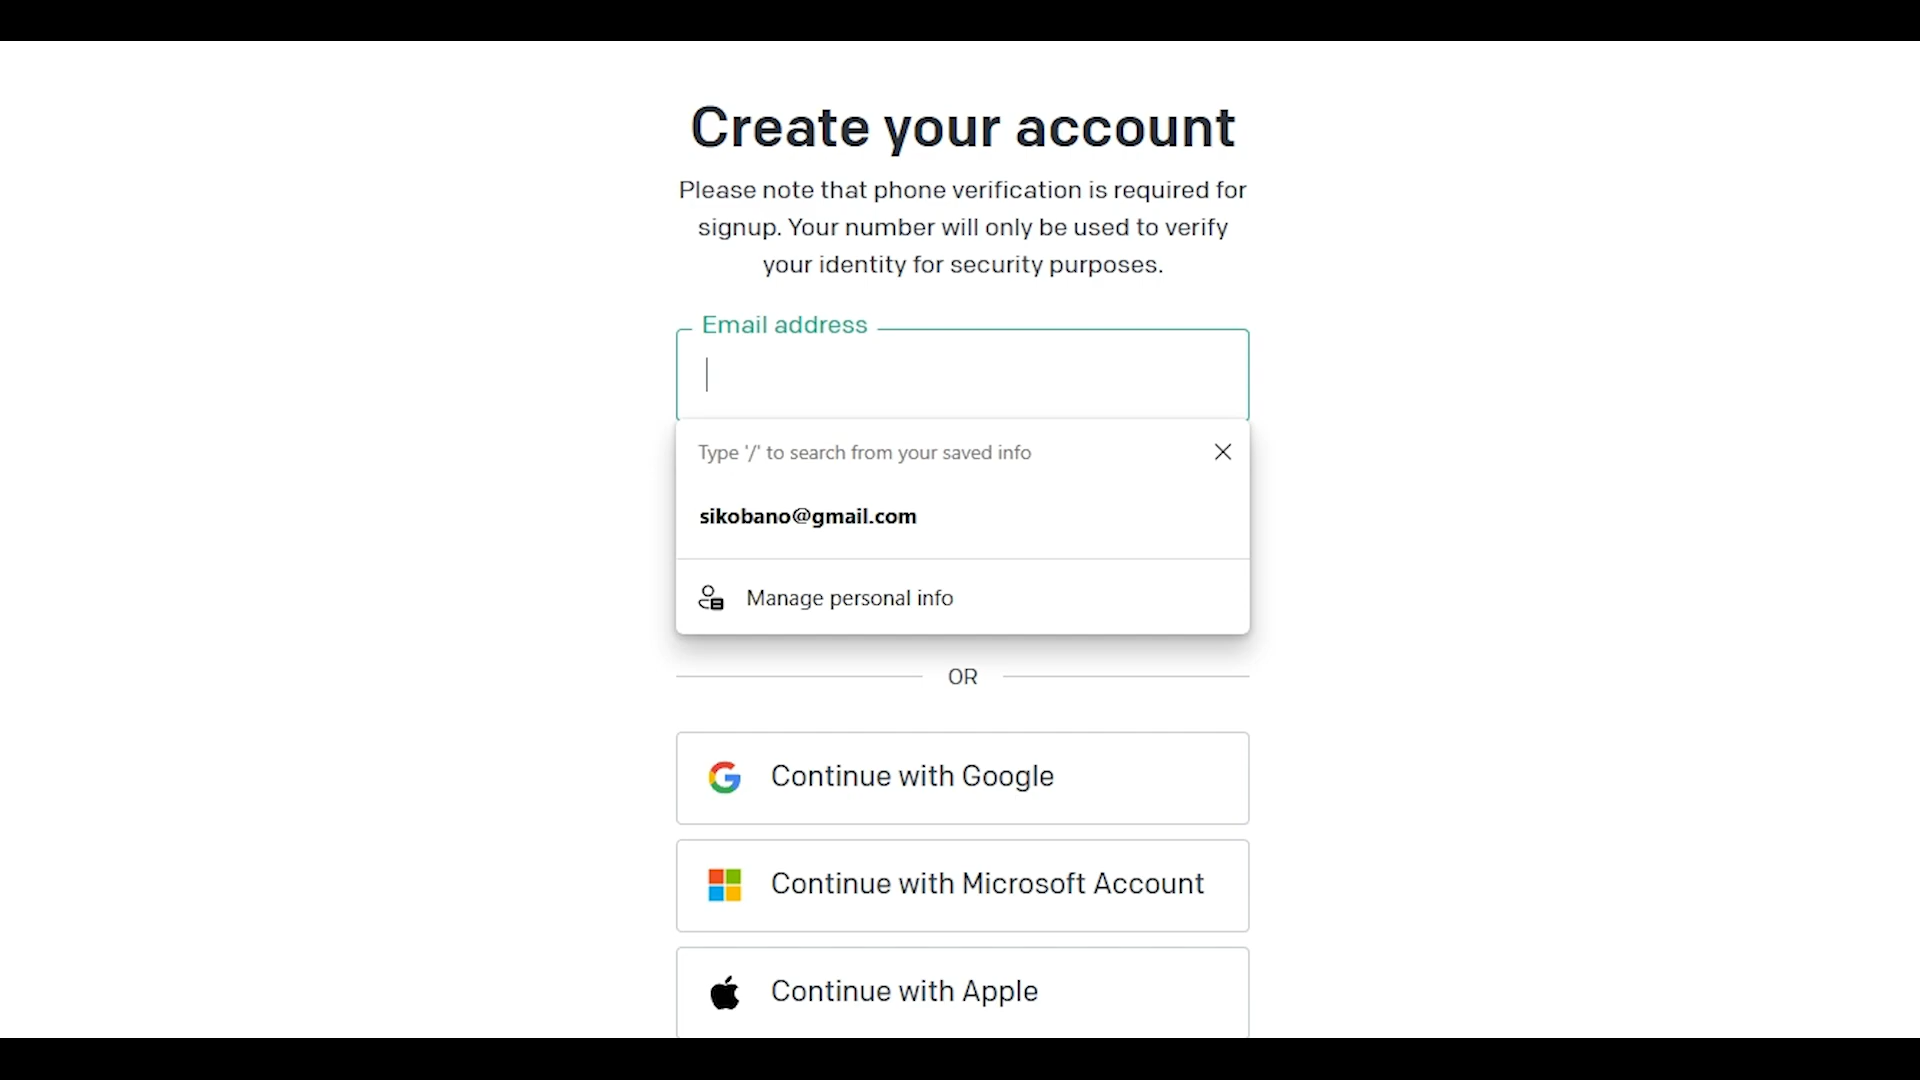 Create your account
Please note that phone verification is required for
signup. Your number will only be used to verify
your identity for security purposes.
Email address
Type '/' to search from your saved info
sikobano@gmail.com
Manage personal info
OR
Continue with Google
Continue with Microsoft Account
Continue with Apple